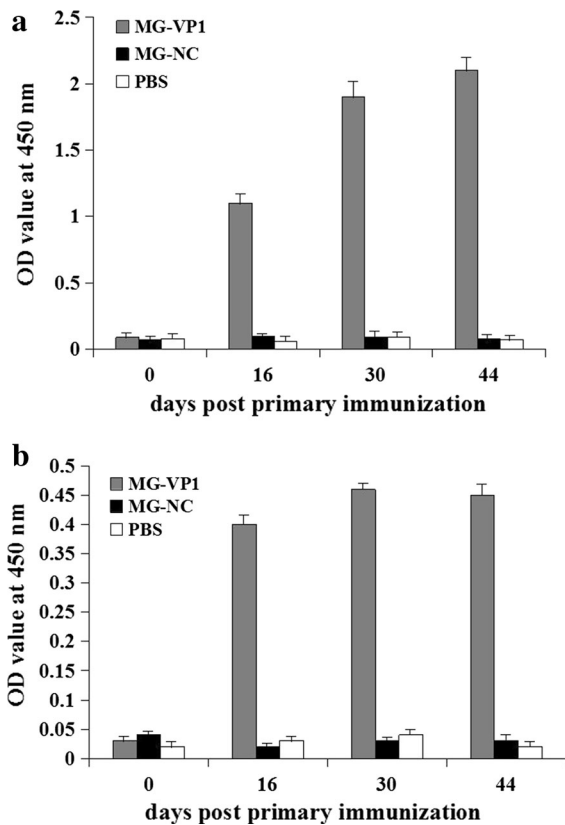 a
MG-VP1
MG-NC
PBS
OD value at 450 nm
2.5
2
1.5
1
0.5
0
0 16 30 44
days post primary immunization
b
MG-VP1
MG-NC
PBS
OD value at 450 nm
0.5
0.45
0.4
0.35
0.3
0.25
0.2
0.15
0.1
0.05
0
0 16 30 44
days post primary immunization